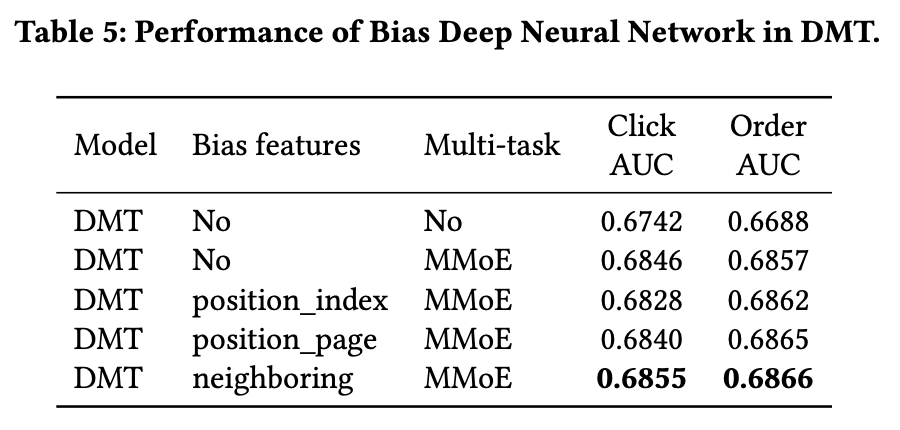 Table 5: Performance of Bias Deep Neural Network in DMT.
Model Bias features Multi-task Click AUC Order AUC
DMT No No 0.6742 0.6688
DMT No MMoE 0.6846 0.6857
DMT position_index MMoE 0.6828 0.6862
DMT position_page MMoE 0.6840 0.6865
DMT neighboring MMoE 0.6855 0.6866